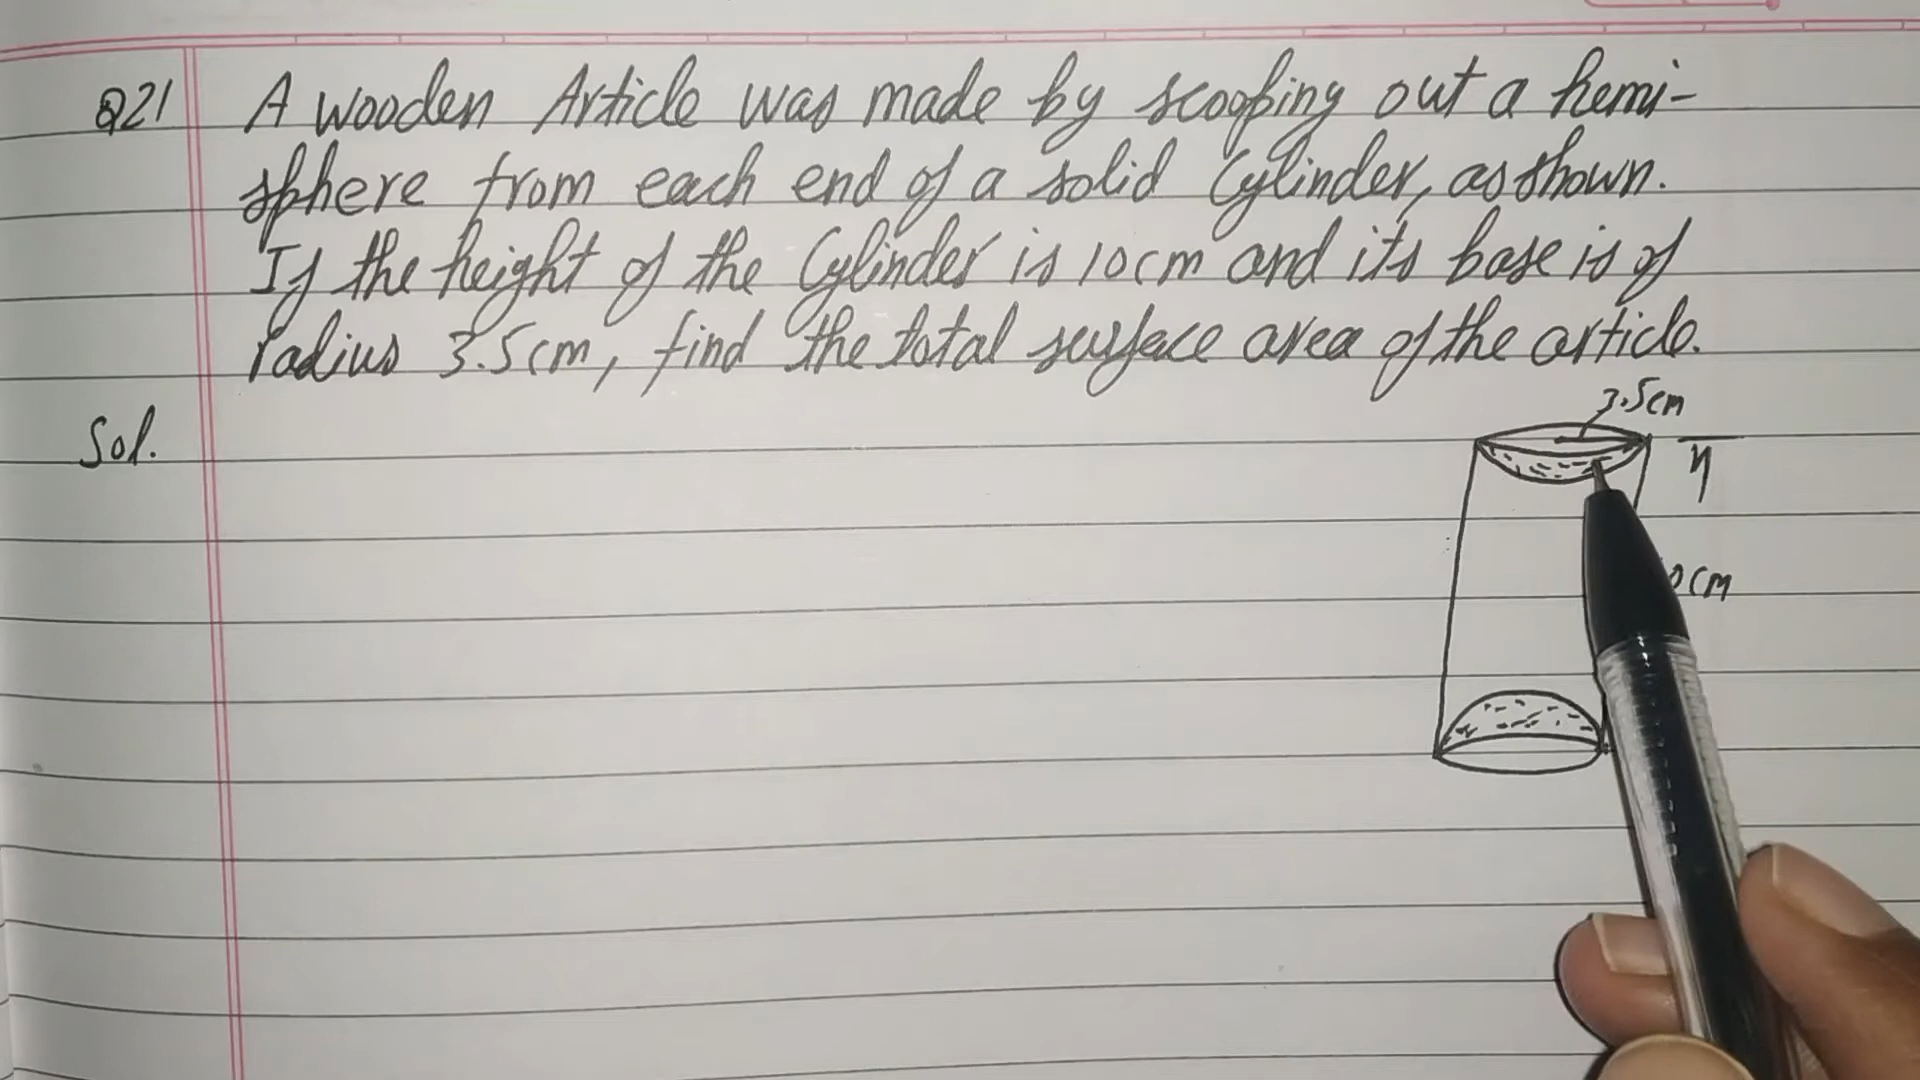 Q21 A wooden Article was made by scooping out a hemi-
sphere from each end of a solid Cylinder, as shown.
If the height of the Cylinder is 10cm and its base is of
radius 3.5cm, find the total surface area of the article.
Sol.
3.5cm
0cm